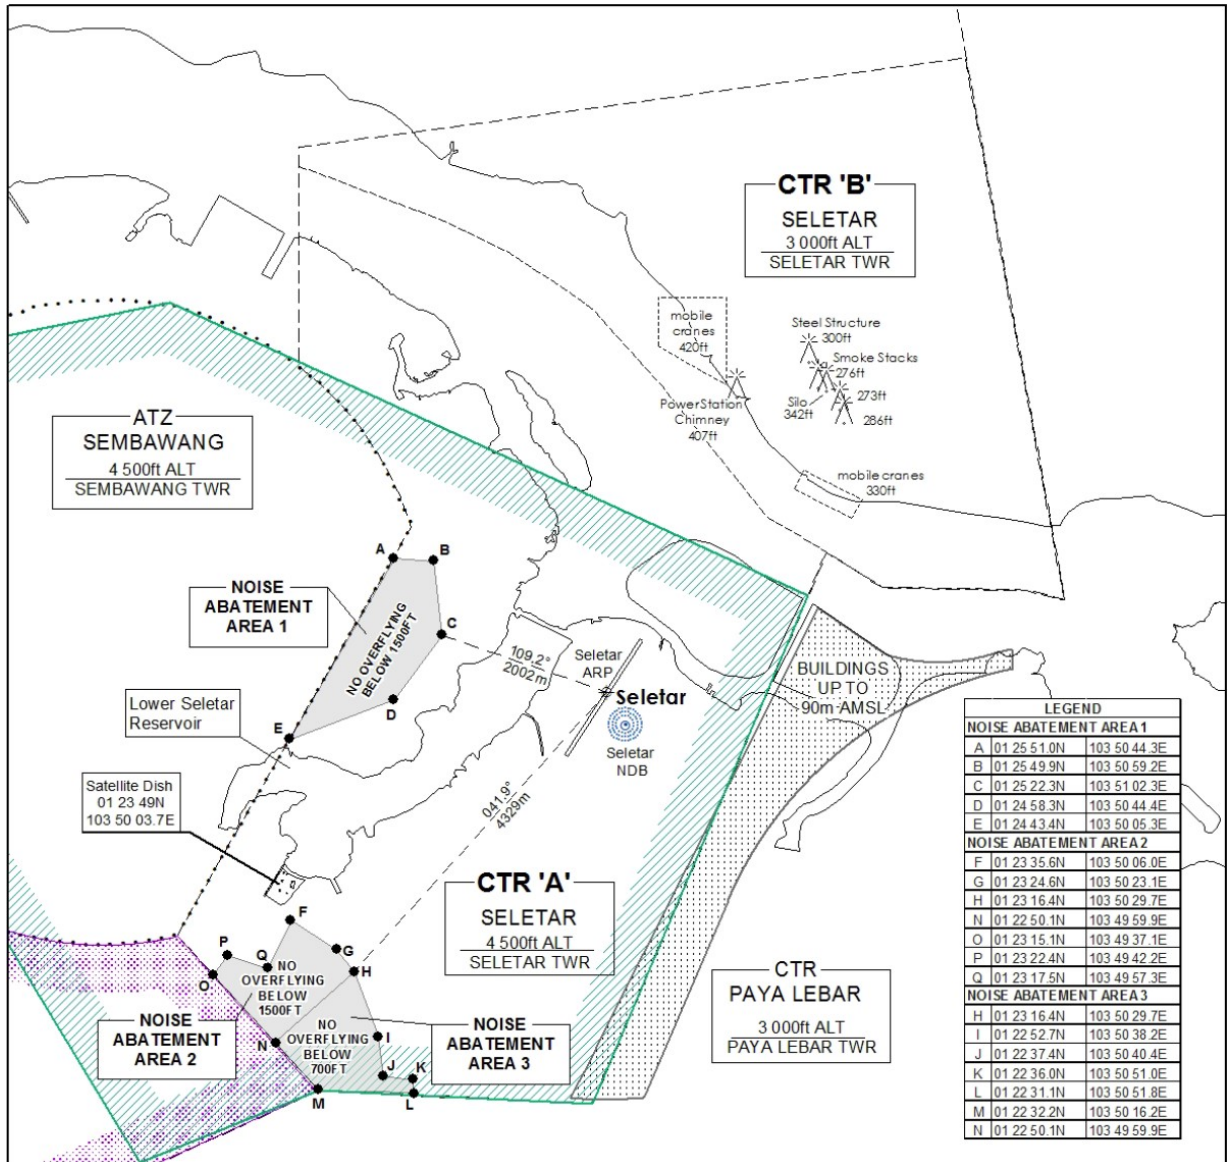 CTR 'B'
SELETAR
3 000ft ALT
SELETAR TWR
mobile
cranes
420ft
Steel Structure
300ft
Smoke Stacks
276ft
273ft
Silo
342ft
286ft
PowerStation
Chimney
407ft
mobile cranes
330ft
ATZ
SEMBAWANG
4 500ft ALT
SEMBAWANG TWR
A
B
NOISE
ABATEMENT
AREA 1
NO OVERFLYING
BELOW 1500FT
C
109.2°
2002m
Seletar
ARP
Seletar
Seletar
NDB
BUILDINGS
UP TO
90m AMSL
Lower Seletar
Reservoir
D
E
Satellite Dish
01 23 49N
103 50 03.7E
041.9°
4329m
CTR 'A'
SELETAR
4 500ft ALT
SELETAR TWR
F
G
H
P
Q
O
NO
OVERFLYING
BELOW
1500FT
CTR
PAYA LEBAR
3 000ft ALT
PAYA LEBAR TWR
NOISE
ABATEMENT
AREA 2
N
NO
OVERFLYING
BELOW
700FT
I
NOISE
ABATEMENT
AREA 3
J
K
M
L
LEGEND
NOISE ABATEMENT AREA 1
A 01 25 51.0N 103 50 44.3E
B 01 25 49.9N 103 50 59.2E
C 01 25 22.3N 103 51 02.3E
D 01 24 58.3N 103 50 44.4E
E 01 24 43.4N 103 50 05.3E
NOISE ABATEMENT AREA 2
F 01 23 35.6N 103 50 06.0E
G 01 23 24.6N 103 50 23.1E
H 01 23 16.4N 103 50 29.7E
N 01 22 50.1N 103 49 59.9E
O 01 23 15.1N 103 49 37.1E
P 01 23 22.4N 103 49 42.2E
Q 01 23 17.5N 103 49 57.3E
NOISE ABATEMENT AREA 3
H 01 23 16.4N 103 50 29.7E
I 01 22 52.7N 103 50 38.2E
J 01 22 37.4N 103 50 40.4E
K 01 22 36.0N 103 50 51.0E
L 01 22 31.1N 103 50 51.8E
M 01 22 32.2N 103 50 16.2E
N 01 22 50.1N 103 49 59.9E